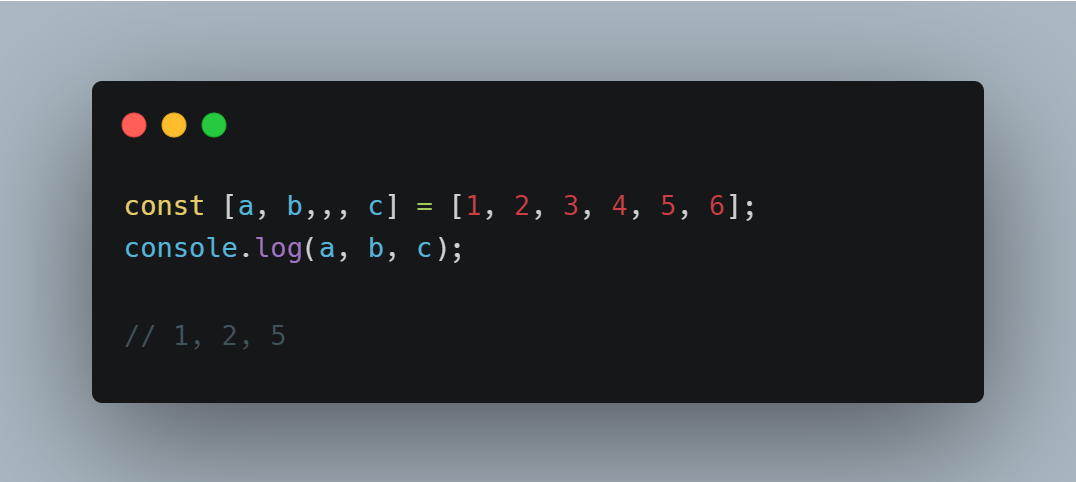 const [a, b,,, c] = [1, 2, 3, 4, 5, 6];
console.log(a, b, c);
// 1, 2, 5